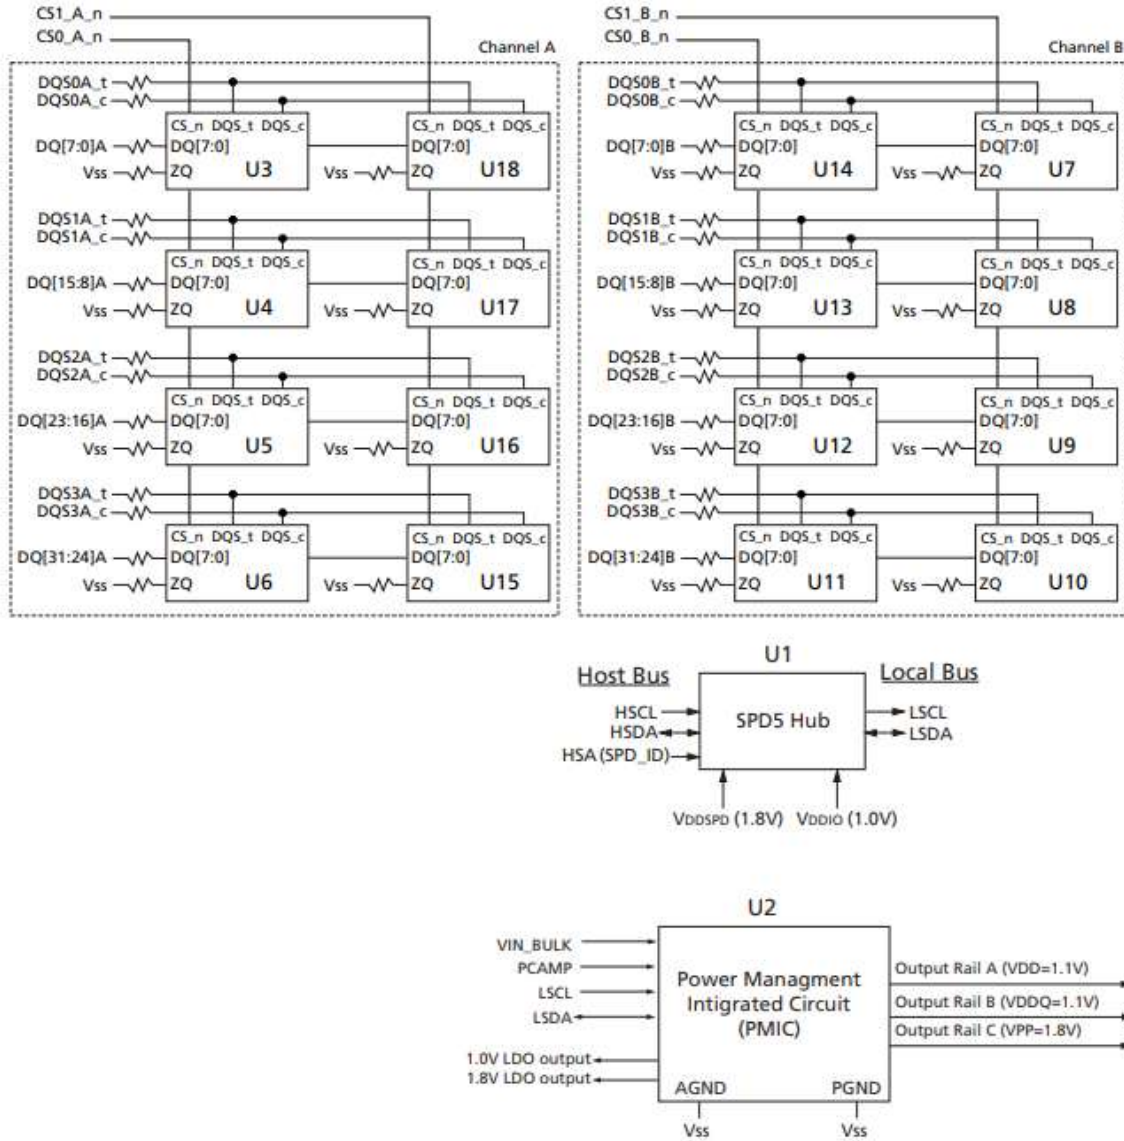 CS1_A_n
CS0_A_n
Channel A
DQS0A_t
DQS0A_c
CS_n DQS_t DQS_c CS_n DQS_t DQS_c
DQ[7:0]A DQ[7:0] DQ[7:0]
Vss ZQ U3 Vss ZQ U18
DQS1A_t
DQS1A_c
CS_n DQS_t DQS_c CS_n DQS_t DQS_c
DQ[15:8]A DQ[7:0] DQ[7:0]
Vss ZQ U4 Vss ZQ U17
DQS2A_t
DQS2A_c
CS_n DQS_t DQS_c CS_n DQS_t DQS_c
DQ[23:16]A DQ[7:0] DQ[7:0]
Vss ZQ U5 Vss ZQ U16
DQS3A_t
DQS3A_c
CS_n DQS_t DQS_c CS_n DQS_t DQS_c
DQ[31:24]A DQ[7:0] DQ[7:0]
Vss ZQ U6 Vss ZQ U15
CS1_B_n
CS0_B_n
Channel B
DQS0B_t
DQS0B_c
CS_n DQS_t DQS_c CS_n DQS_t DQS_c
DQ[7:0]B DQ[7:0] DQ[7:0]
Vss ZQ U14 Vss ZQ U7
DQS1B_t
DQS1B_c
CS_n DQS_t DQS_c CS_n DQS_t DQS_c
DQ[15:8]B DQ[7:0] DQ[7:0]
Vss ZQ U13 Vss ZQ U8
DQS2B_t
DQS2B_c
CS_n DQS_t DQS_c CS_n DQS_t DQS_c
DQ[23:16]B DQ[7:0] DQ[7:0]
Vss ZQ U12 Vss ZQ U9
DQS3B_t
DQS3B_c
CS_n DQS_t DQS_c CS_n DQS_t DQS_c
DQ[31:24]B DQ[7:0] DQ[7:0]
Vss ZQ U11 Vss ZQ U10
U1
Host Bus Local Bus
HSCL SPD5 Hub LSCL
HSDA LSDA
HSA (SPD_ID)
VDDSPD (1.8V) VDDIO (1.0V)
U2
VIN_BULK
PCAMP
LSCL
LSDA
1.0V LDO output
1.8V LDO output
Power Managment
Intigrated Circuit
(PMIC)
AGND PGND
Vss Vss
Output Rail A (VDD=1.1V)
Output Rail B (VDDQ=1.1V)
Output Rail C (VPP=1.8V)